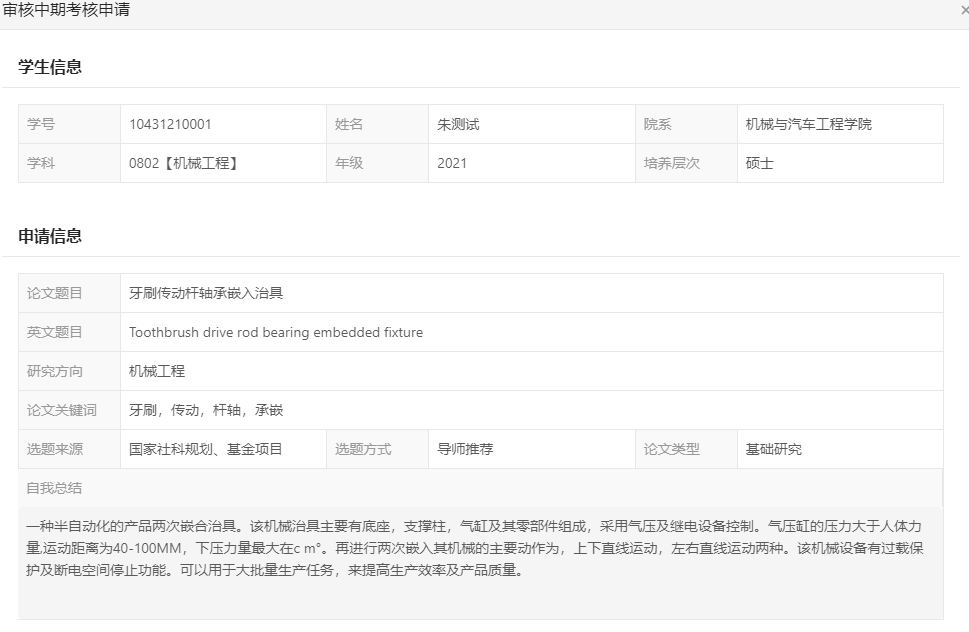 审核中期考核申请
×
学生信息
学号 10431210001 姓名 朱测试 院系 机械与汽车工程学院
学科 0802【机械工程】 年级 2021 培养层次 硕士
申请信息
论文题目 牙刷传动杆轴承嵌入治具
英文题目 Toothbrush drive rod bearing embedded fixture
研究方向 机械工程
论文关键词 牙刷，传动，杆轴，承嵌
选题来源 国家社科规划、基金项目 选题方式 导师推荐 论文类型 基础研究
自我总结
一种半自动化的产品两次嵌合治具。该机械治具主要有底座，支撑柱，气缸及其零部件组成，采用气压及继电设备控制。气压缸的压力大于人体力
量,运动距离为40-100MM，下压力量最大在c m°。再进行两次嵌入其机械的主要动作为，上下直线运动，左右直线运动两种。该机械设备有过载保
护及断电空间停止功能。可以用于大批量生产任务，来提高生产效率及产品质量。